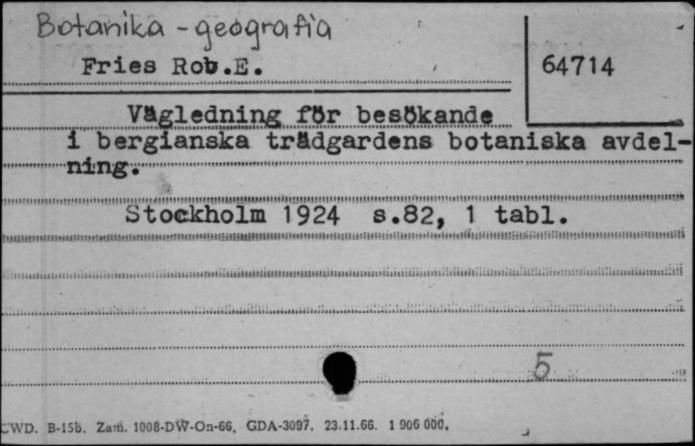 Botanika - geografia
Fries Rob.E.
64714
Vägledning för besökande
i bergianska trädgardens botaniska avdel-
ning.
Stockholm 1924 s.82, 1 tabl.
5
CWD. B-15b. Zam. 1008-DW-On-66. GDA-3097. 23.11.66. 1 906 000.